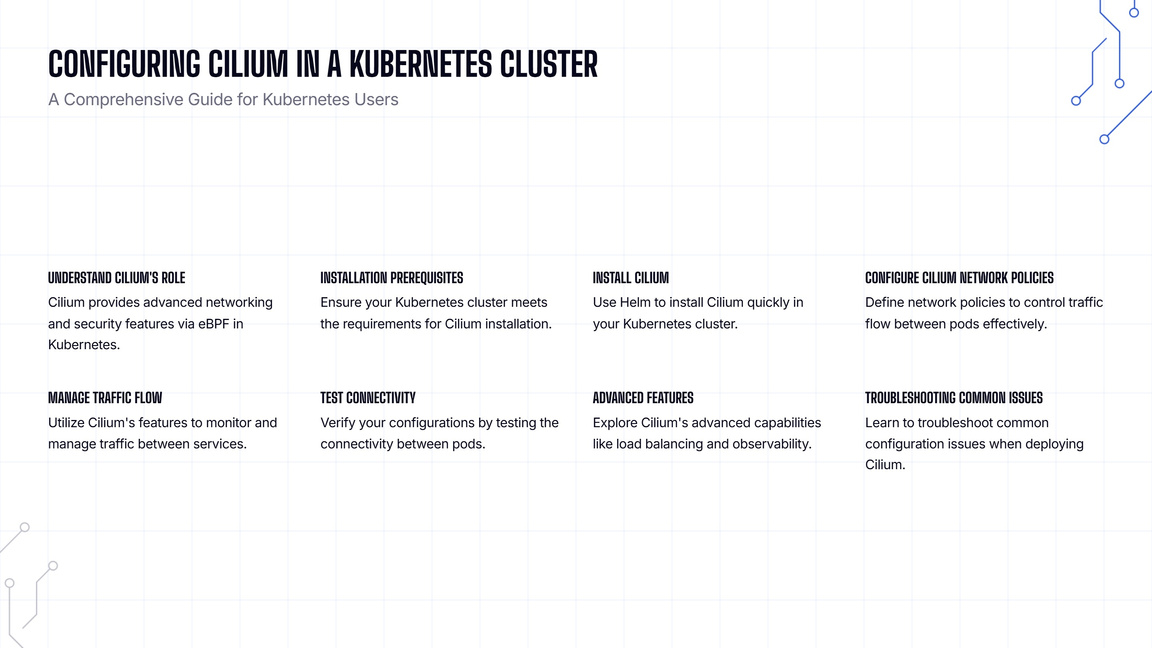 CONFIGURING CILIUM IN A KUBERNETES CLUSTER
A Comprehensive Guide for Kubernetes Users
UNDERSTAND CILIUM'S ROLE
Cilium provides advanced networking
and security features via eBPF in
Kubernetes.
INSTALLATION PREREQUISITES
Ensure your Kubernetes cluster meets
the requirements for Cilium installation.
INSTALL CILIUM
Use Helm to install Cilium quickly in
your Kubernetes cluster.
CONFIGURE CILIUM NETWORK POLICIES
Define network policies to control traffic
flow between pods effectively.
MANAGE TRAFFIC FLOW
Utilize Cilium's features to monitor and
manage traffic between services.
TEST CONNECTIVITY
Verify your configurations by testing the
connectivity between pods.
ADVANCED FEATURES
Explore Cilium's advanced capabilities
like load balancing and observability.
TROUBLESHOOTING COMMON ISSUES
Learn to troubleshoot common
configuration issues when deploying
Cilium.